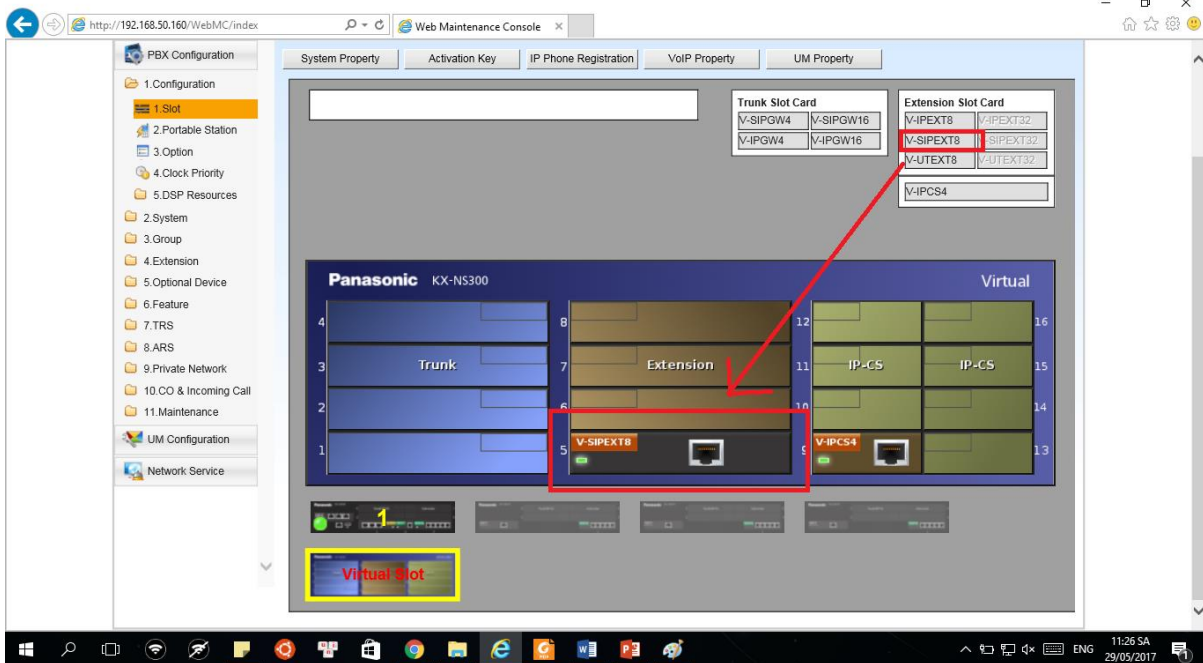 http://192.168.50.160/WebMC/index
Web Maintenance Console
PBX Configuration
System Property
Activation Key
IP Phone Registration
VoIP Property
UM Property
1.Configuration
1.Slot
2.Portable Station
3.Option
4.Clock Priority
5.DSP Resources
2.System
3.Group
4.Extension
5.Optional Device
6.Feature
7.TRS
8.ARS
9.Private Network
10.CO & Incoming Call
11.Maintenance
UM Configuration
Network Service
Trunk Slot Card
V-SIPGW4 V-SIPGW16
V-IPGW4 V-IPGW16
Extension Slot Card
V-IPEXT8 V-IPEXT32
V-SIPEXT8 V-SIPEXT32
V-UTEXT8 V-UTEXT32
V-IPCS4
Panasonic KX-NS300 Virtual
4 8 12 16
3 Trunk 7 Extension 11 IP-CS IP-CS 15
2 6 10 14
1 5 V-SIPEXT8 9 V-IPCS4 13
1
Virtual Slot
ENG
11:26 SA
29/05/2017